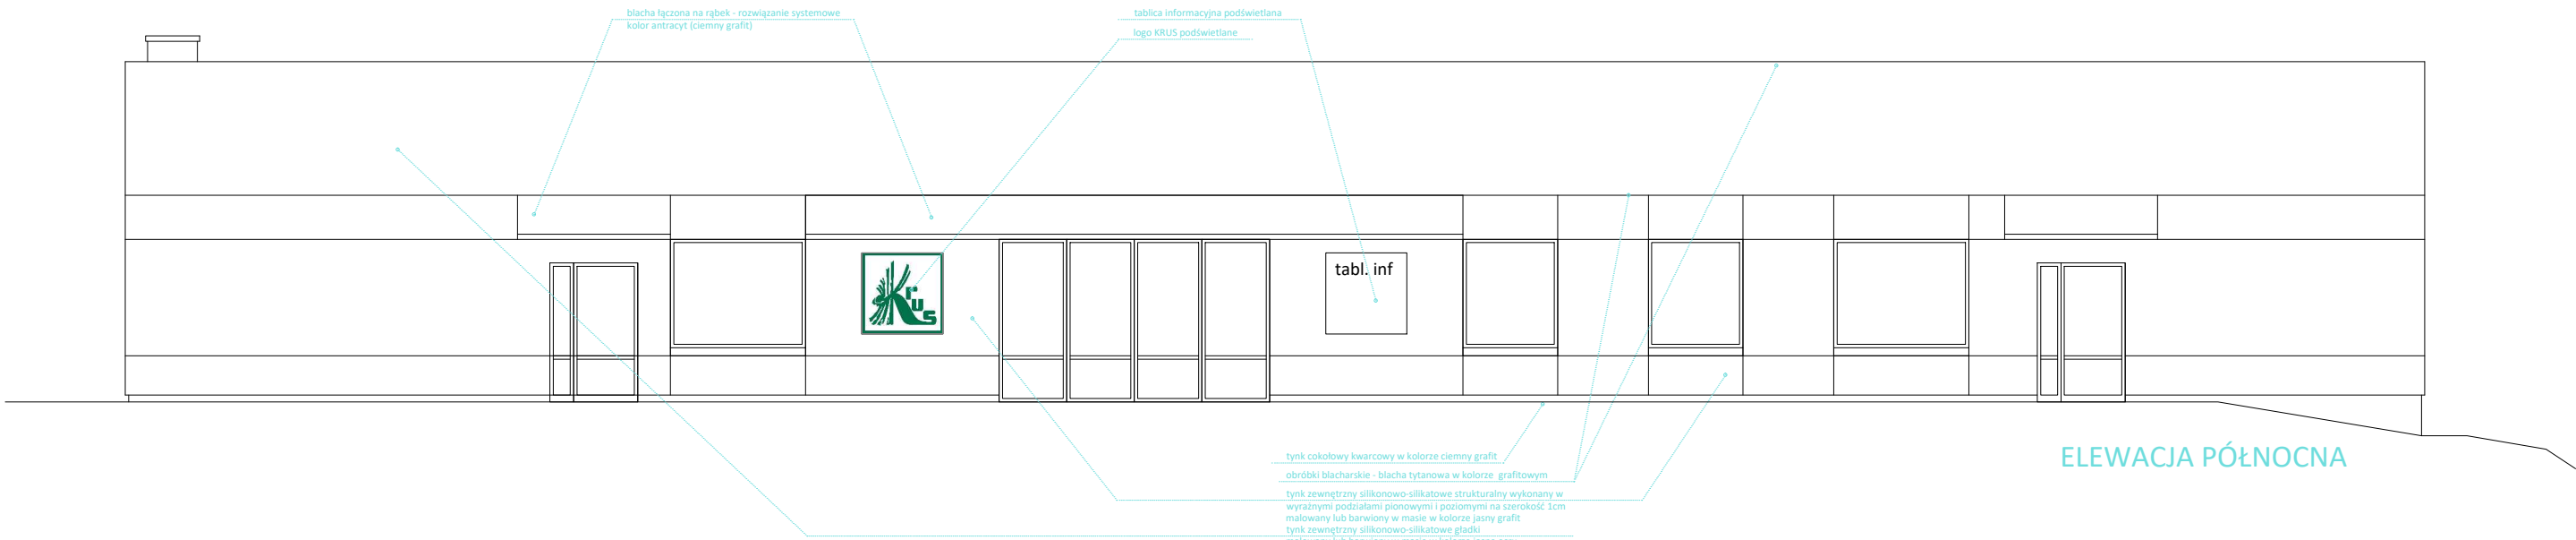 blacha łączona na rąbek - rozwiązanie systemowe
kolor antracyt (ciemny grafit)
tablica informacyjna podświetlana
logo KRUS podświetlane
Krus
tabl. inf
tynk cokołowy kwarcowy w kolorze ciemny grafit
obróbki blacharskie - blacha tytanowa w kolorze grafitowym
tynk zewnętrzny silikonowo-silikatowe strukturalny wykonany w
wyraźnymi podziałami pionowymi i poziomymi na szerokość 1cm
malowany lub barwiony w masie w kolorze jasny grafit
tynk zewnętrzny silikonowo-silikatowe gładki
ELEWACJA PÓŁNOCNA